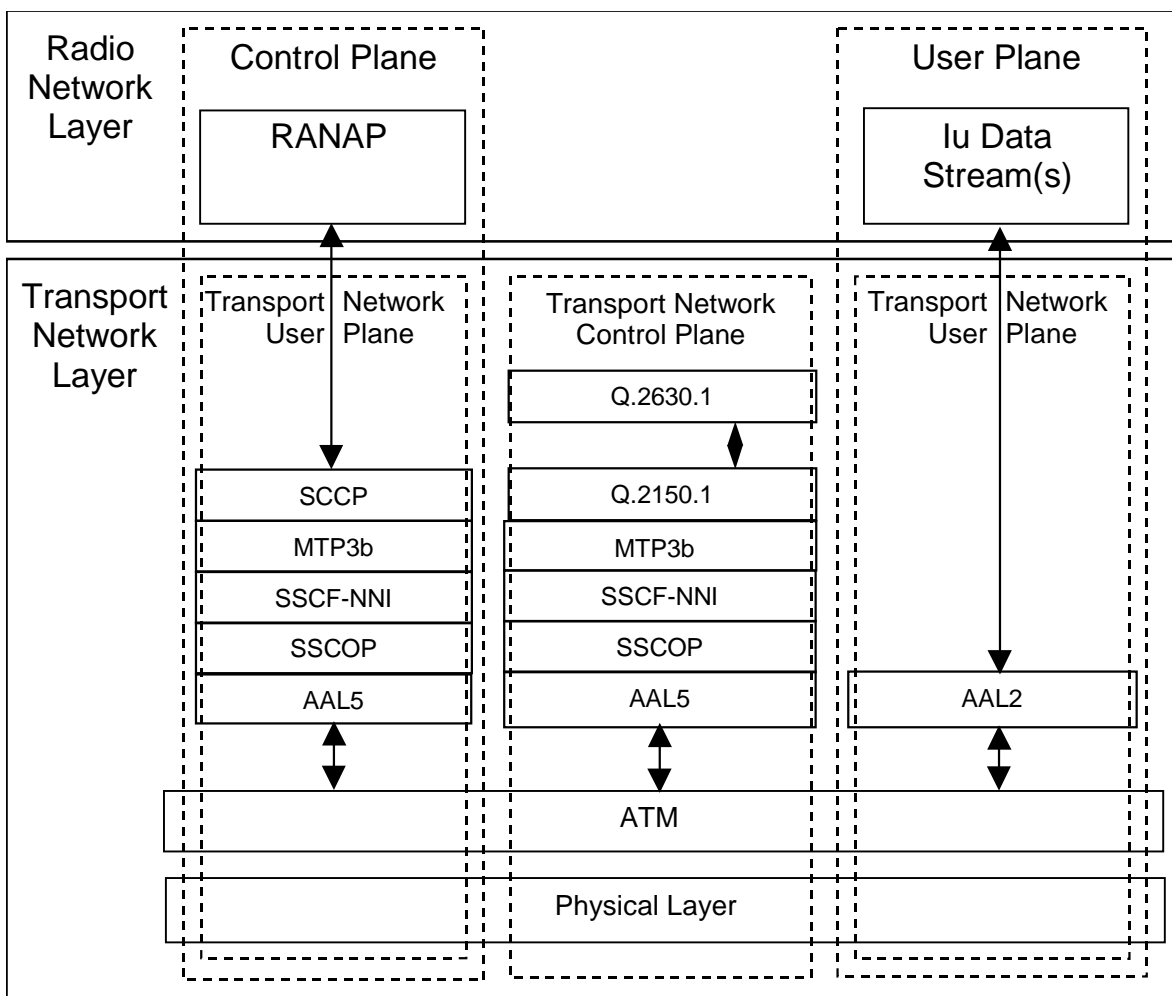 Radio
Network
Layer
Control Plane
RANAP
User Plane
Iu Data
Stream(s)
Transport
Network
Layer
Transport Network
User Plane
SCCP
MTP3b
SSCF-NNI
SSCOP
AAL5
Transport Network
Control Plane
Q.2630.1
Q.2150.1
MTP3b
SSCF-NNI
SSCOP
AAL5
Transport Network
User Plane
AAL2
ATM
Physical Layer